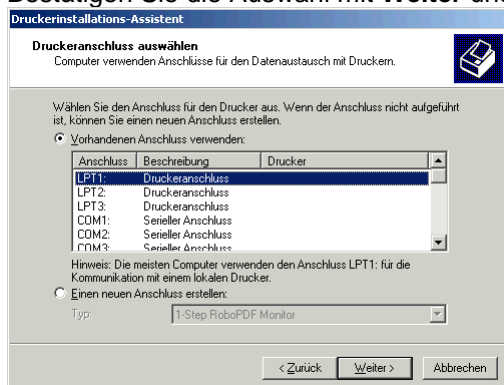 Bestätigen Sie die Auswahl mit Weiter und
Druckerinstallations-Assistent
Druckeranschluss auswählen
Computer verwenden Anschlüsse für den Datenaustausch mit Druckern.
Wählen Sie den Anschluss für den Drucker aus. Wenn der Anschluss nicht aufgeführt
ist, können Sie einen neuen Anschluss erstellen.
Vorhandenen Anschluss verwenden:
Anschluss Beschreibung Drucker
LPT1: Druckeranschluss
LPT2: Druckeranschluss
LPT3: Druckeranschluss
COM1: Serieller Anschluss
COM2: Serieller Anschluss
COM3: Serieller Anschluss
Hinweis: Die meisten Computer verwenden den Anschluss LPT1: für die
Kommunikation mit einem lokalen Drucker.
Einen neuen Anschluss erstellen:
Typ: 1-Step RoboPDF Monitor
< Zurück Weiter > Abbrechen